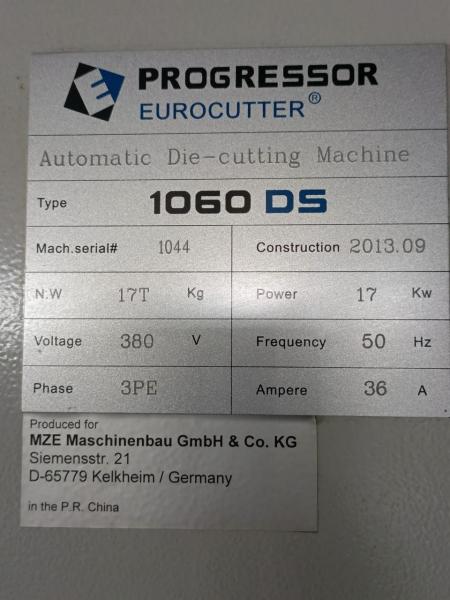 PROGRESSOR
EUROCUTTER®
Automatic Die-cutting Machine
Type 1060 DS
Mach.serial# 1044 Construction 2013.09
N.W 17T Kg Power 17 Kw
Voltage 380 V Frequency 50 Hz
Phase 3PE Ampere 36 A
Produced for
MZE Maschinenbau GmbH & Co. KG
Siemensstr. 21
D-65779 Kelkheim / Germany
in the P.R. China